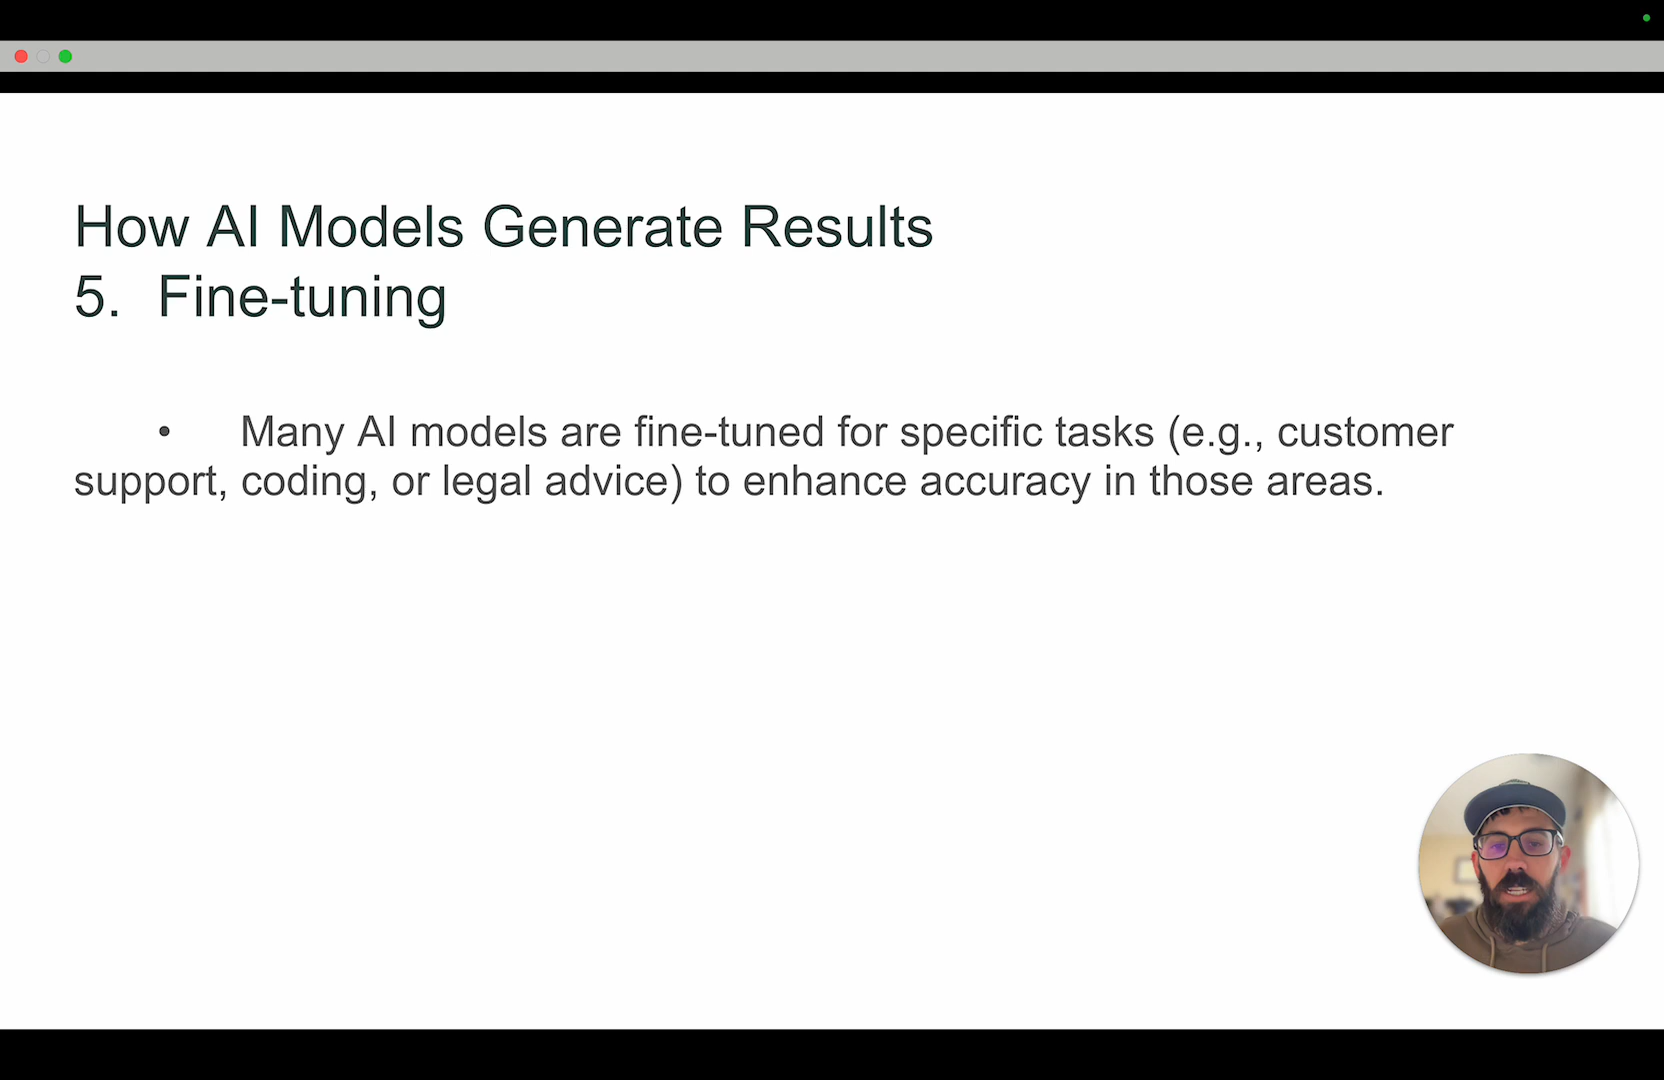 How AI Models Generate Results
5. Fine-tuning
• Many AI models are fine-tuned for specific tasks (e.g., customer
support, coding, or legal advice) to enhance accuracy in those areas.